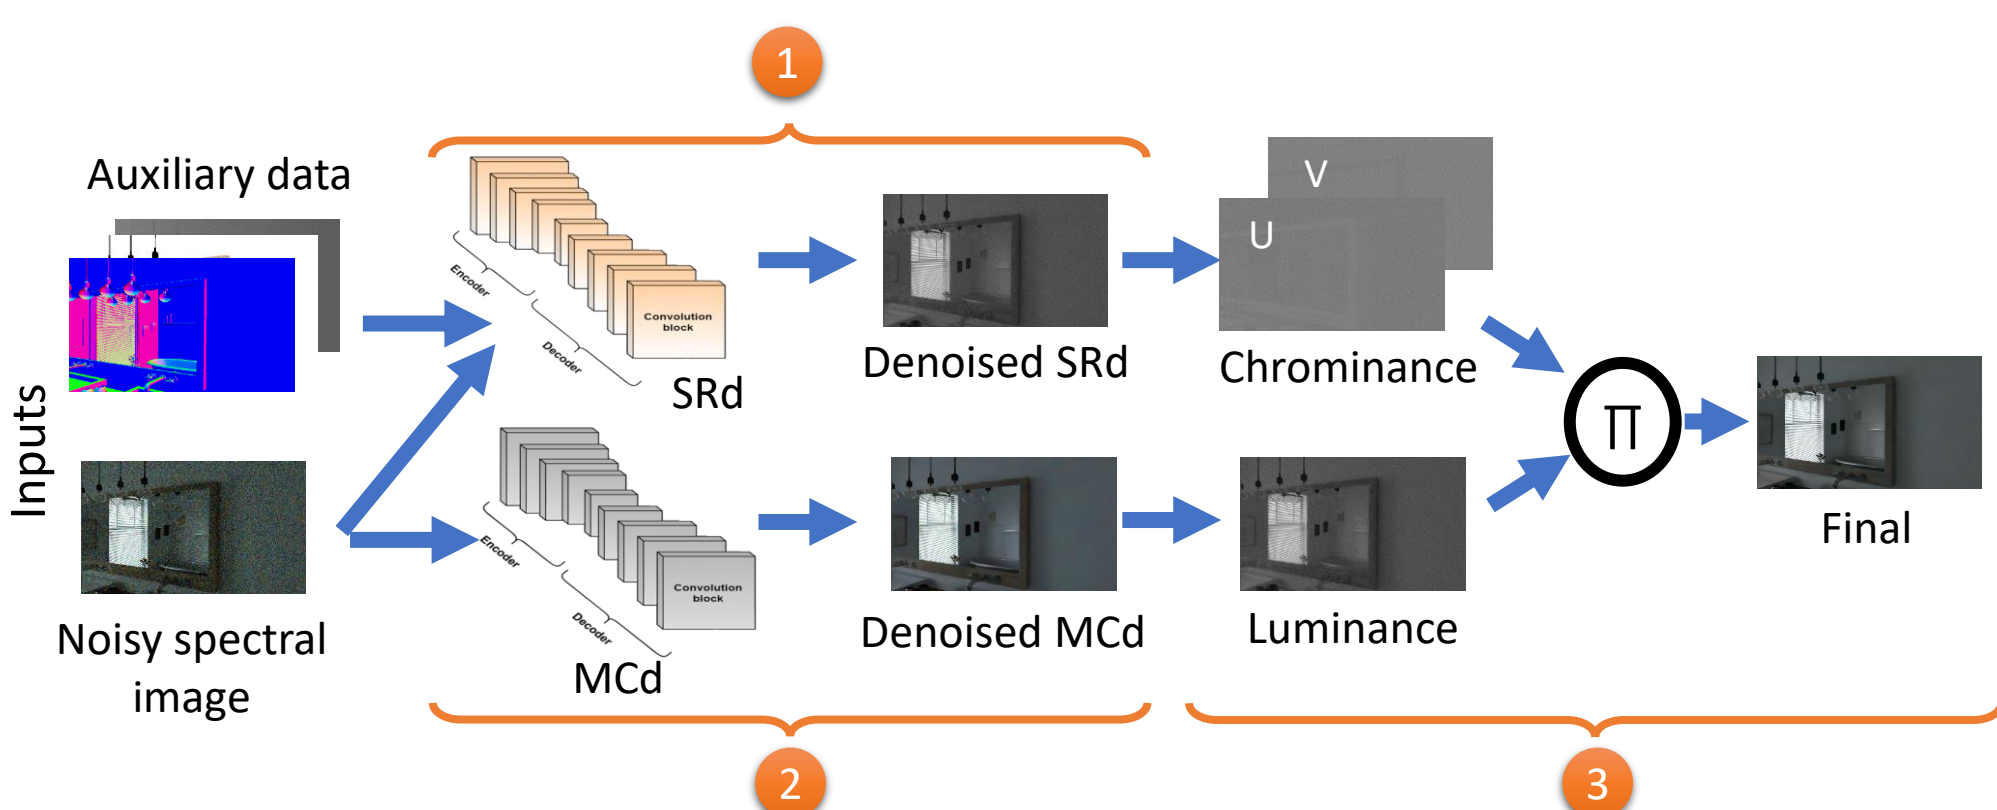 1
Auxiliary data
Inputs
Noisy spectral
image
Encoder
Decoder
Convolution
block
SRd
Encoder
Decoder
Convolution
block
MCd
Denoised SRd
Denoised MCd
V
U
Chrominance
Luminance
∏
Final
2
3